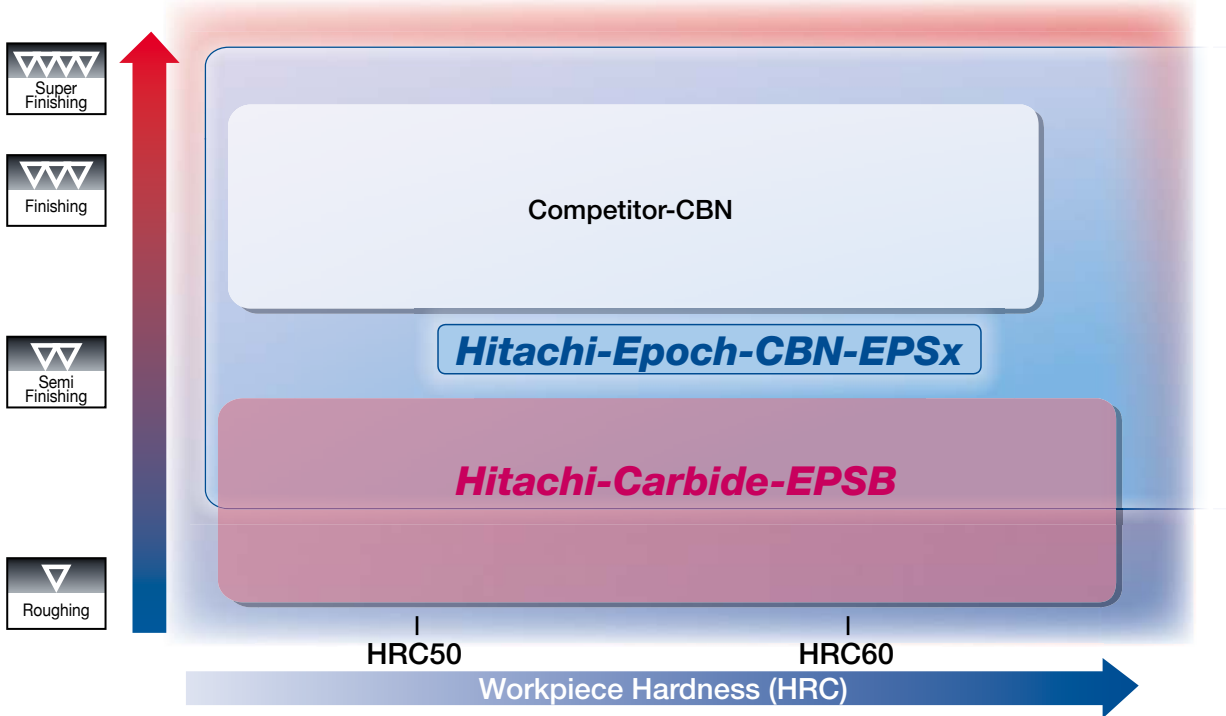 Super
Finishing
Finishing
Competitor-CBN
Hitachi-Epoch-CBN-EPSx
Semi
Finishing
Hitachi-Carbide-EPSB
Roughing
HRC50
HRC60
Workpiece Hardness (HRC)